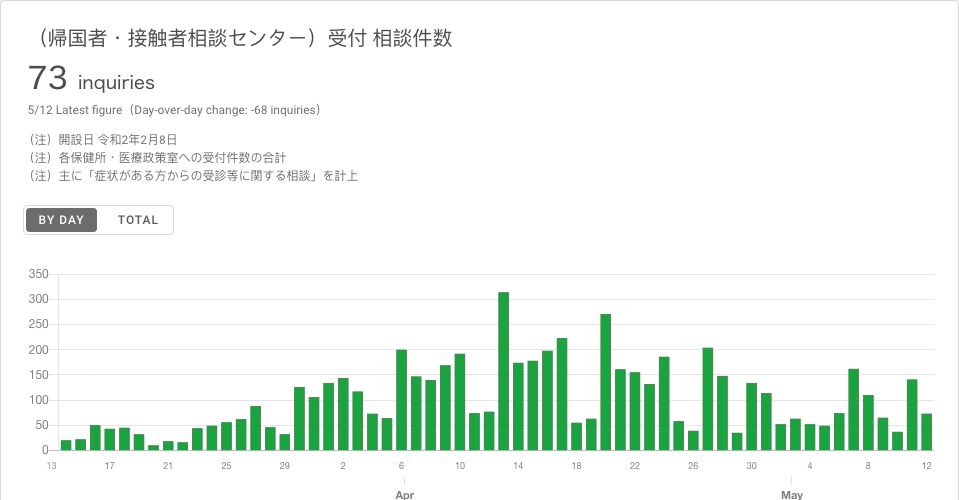 （帰国者・接触者相談センター）受付 相談件数
73 inquiries
5/12 Latest figure（Day-over-day change: -68 inquiries）
（注）開設日 令和2年2月8日
（注）各保健所・医療政策室への受付件数の合計
（注）主に「症状がある方からの受診等に関する相談」を計上
BY DAY TOTAL
350
300
250
200
150
100
50
0
13 17 21 25 29 2 6 10 14 18 22 26 30 4 8 12
Apr May